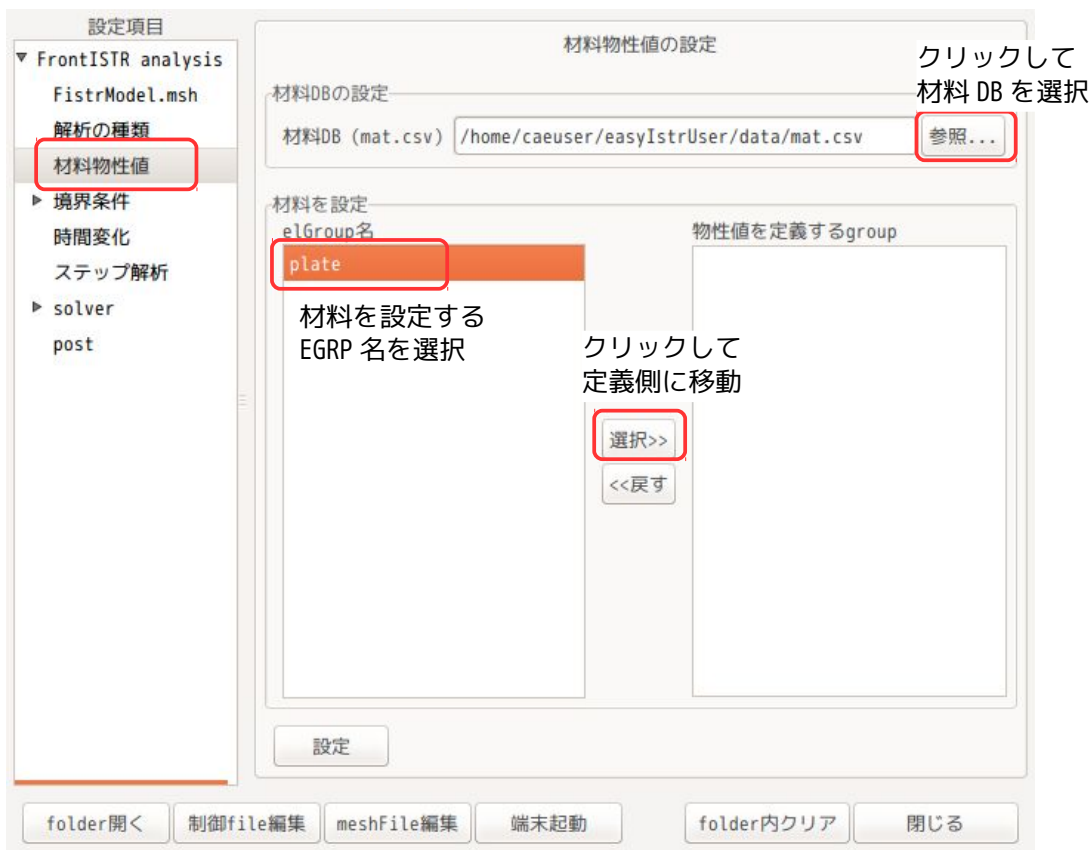 設定項目
▼ FrontISTR analysis
FistrModel.msh
解析の種類
材料物性値
▶ 境界条件
時間変化
ステップ解析
▶ solver
post
材料物性値の設定
クリックして
材料 DB を選択
材料DBの設定
材料DB (mat.csv) /home/caeuser/easyIstrUser/data/mat.csv 参照...
材料を設定
elGroup名
物性値を定義するgroup
plate
材料を設定する
EGRP 名を選択
クリックして
定義側に移動
選択>>
<<戻す
設定
folder開く 制御file編集 meshFile編集 端末起動 folder内クリア 閉じる